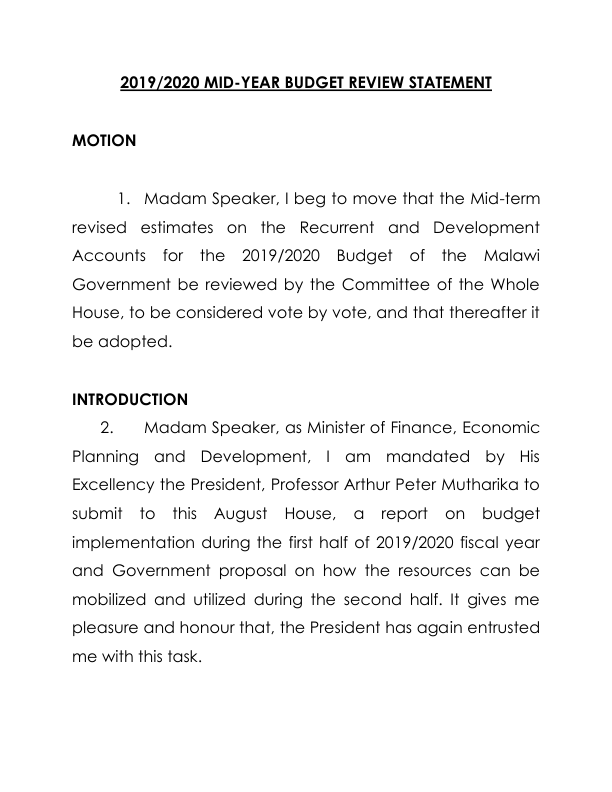 2019/2020 MID-YEAR BUDGET REVIEW STATEMENT
MOTION
1. Madam Speaker, I beg to move that the Mid-term
revised estimates on the Recurrent and Development
Accounts for the 2019/2020 Budget of the Malawi
Government be reviewed by the Committee of the Whole
House, to be considered vote by vote, and that thereafter it
be adopted.
INTRODUCTION
2. Madam Speaker, as Minister of Finance, Economic
Planning and Development, I am mandated by His
Excellency the President, Professor Arthur Peter Mutharika to
submit to this August House, a report on budget
implementation during the first half of 2019/2020 fiscal year
and Government proposal on how the resources can be
mobilized and utilized during the second half. It gives me
pleasure and honour that, the President has again entrusted
me with this task.